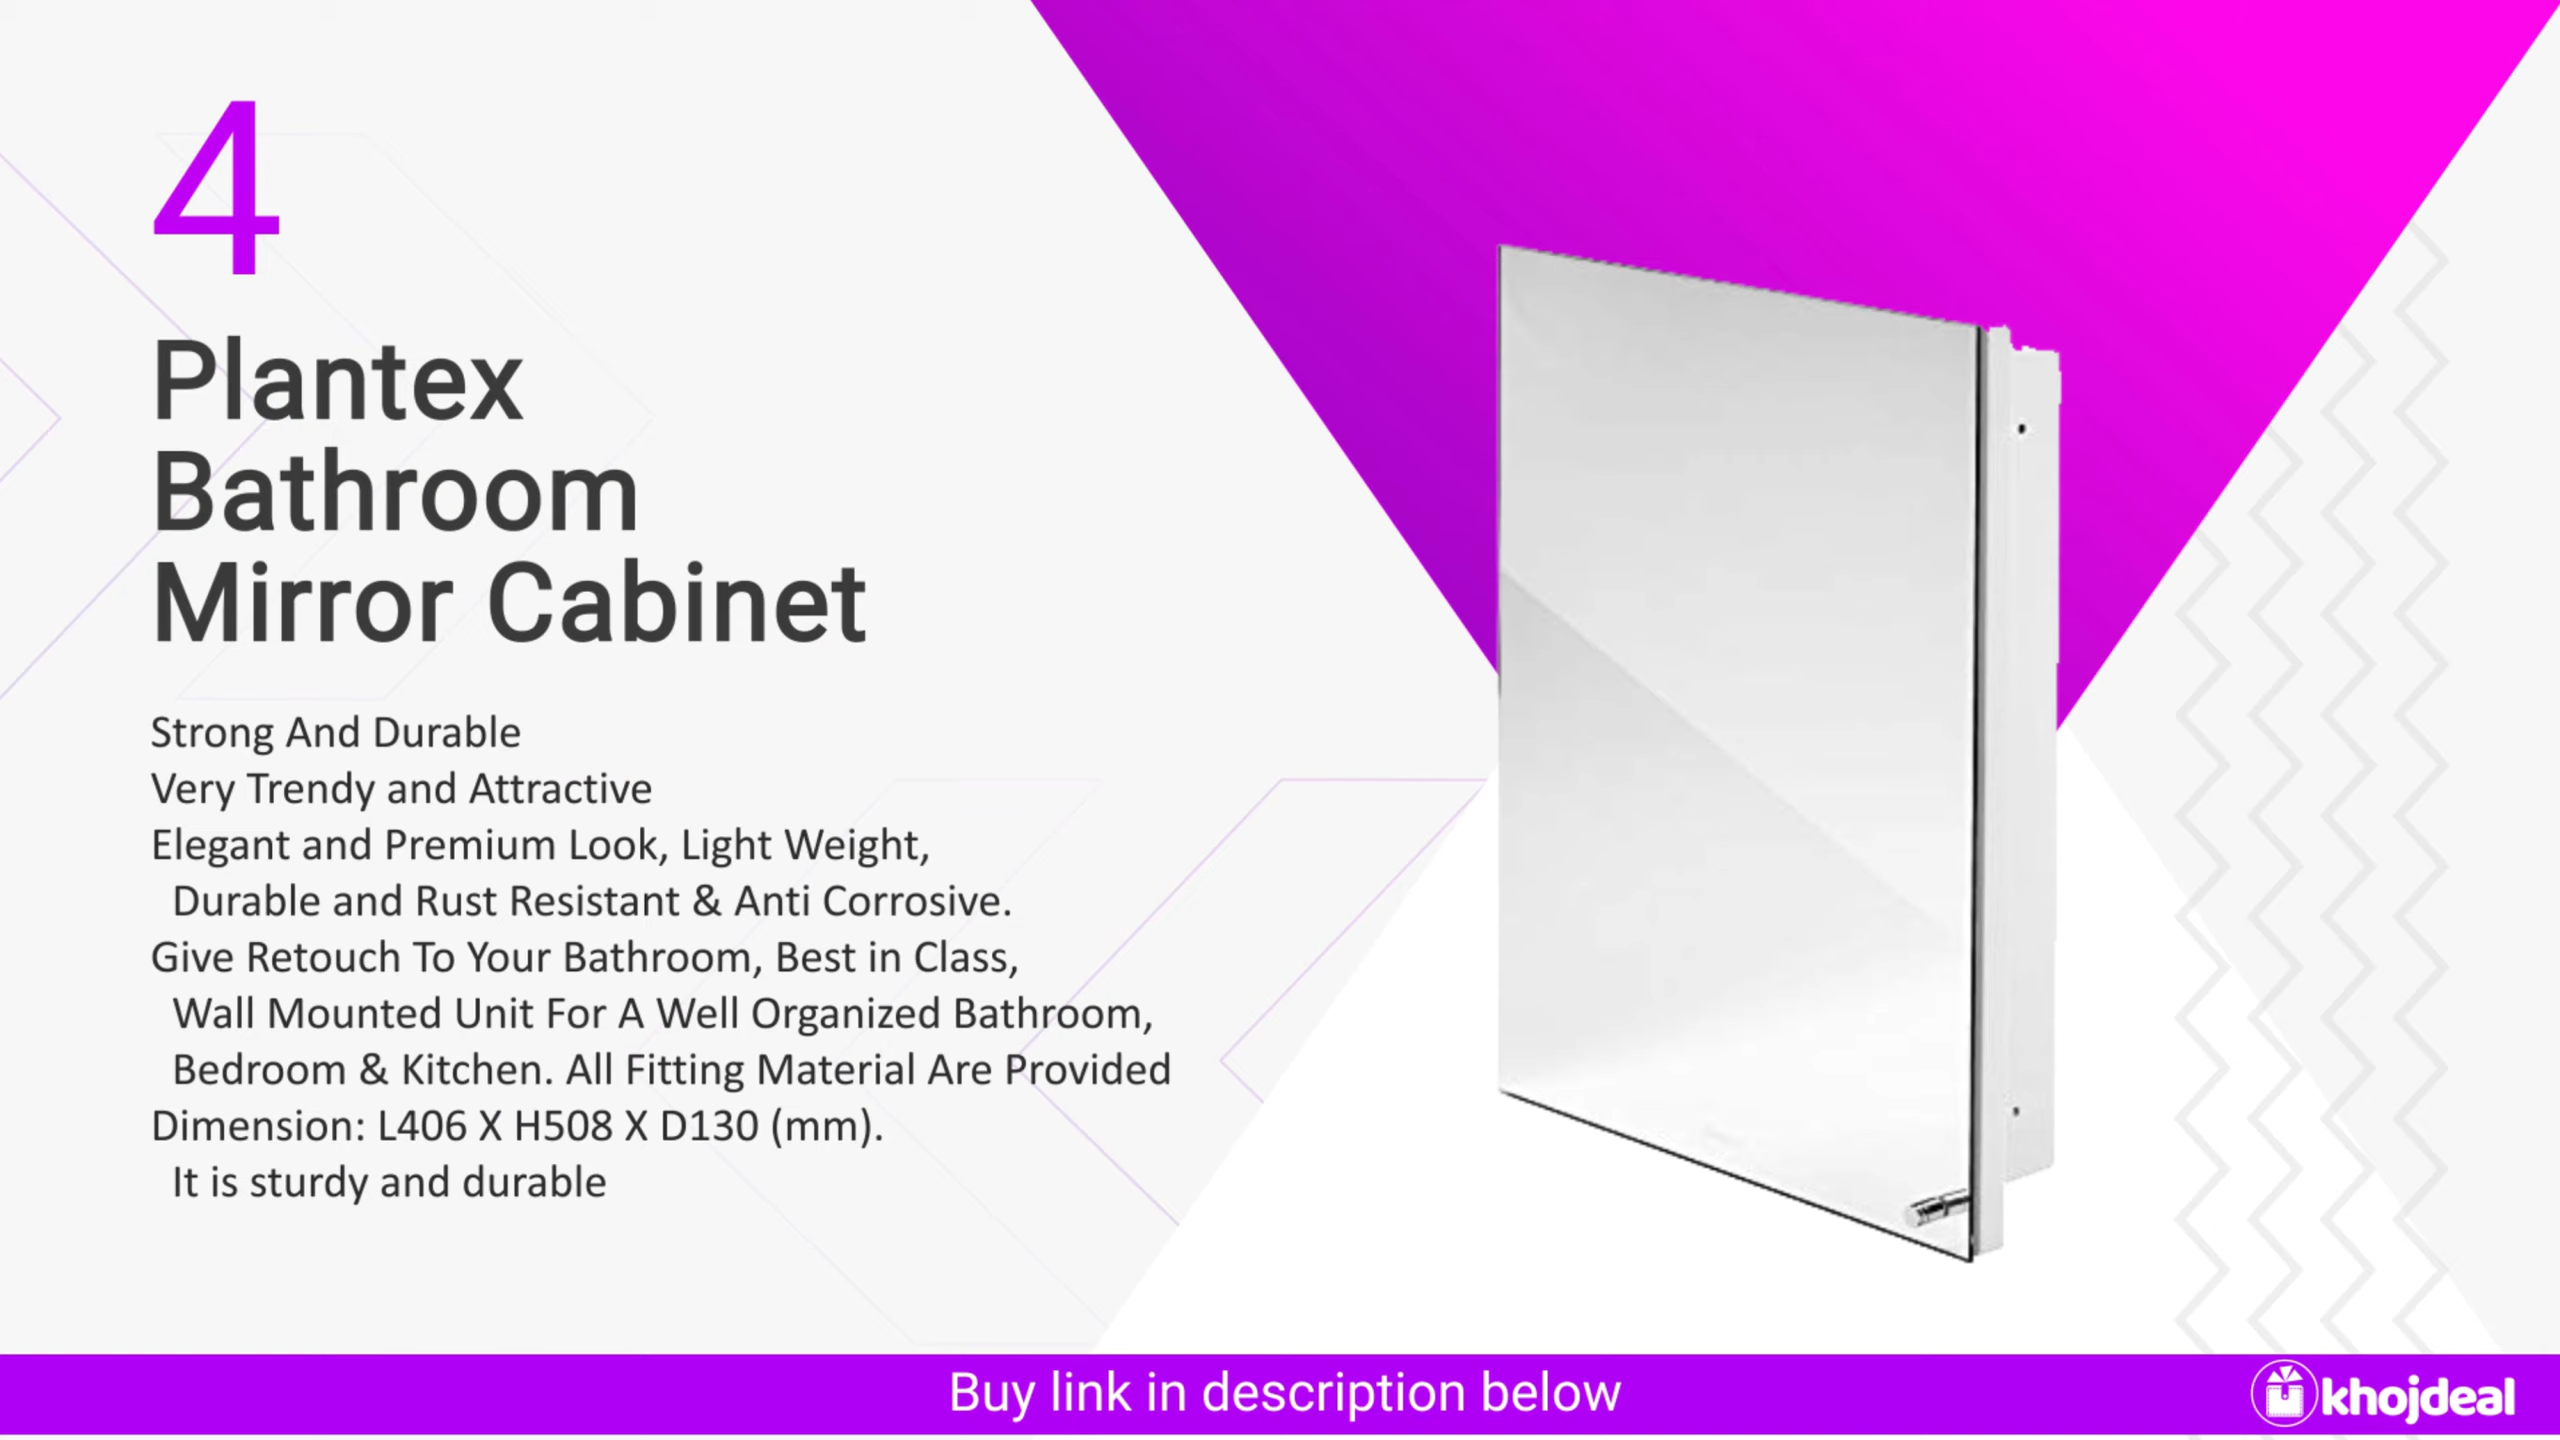 4
Plantex
Bathroom
Mirror Cabinet
Strong And Durable
Very Trendy and Attractive
Elegant and Premium Look, Light Weight,
Durable and Rust Resistant & Anti Corrosive.
Give Retouch To Your Bathroom, Best in Class,
Wall Mounted Unit For A Well Organized Bathroom,
Bedroom & Kitchen. All Fitting Material Are Provided
Dimension: L406 X H508 X D130 (mm).
It is sturdy and durable
Buy link in description below
khojdeal